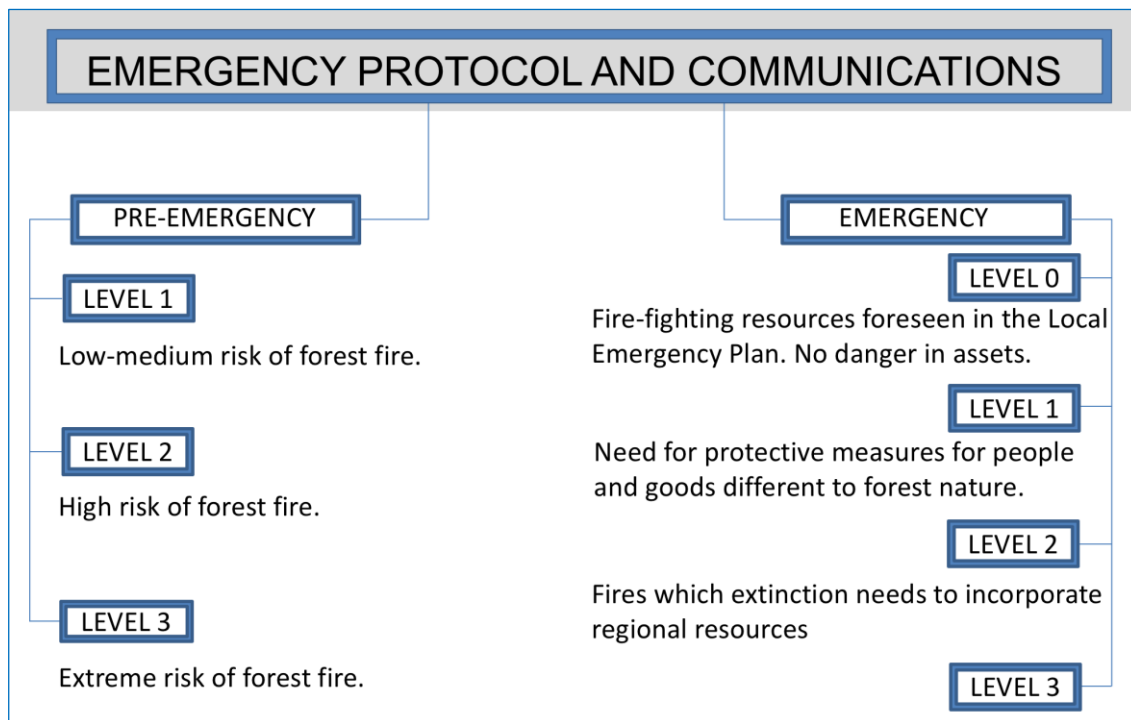 EMERGENCY PROTOCOL AND COMMUNICATIONS
PRE-EMERGENCY
LEVEL 1
Low-medium risk of forest fire.
LEVEL 2
High risk of forest fire.
LEVEL 3
Extreme risk of forest fire.
EMERGENCY
LEVEL 0
Fire-fighting resources foreseen in the Local
Emergency Plan. No danger in assets.
LEVEL 1
Need for protective measures for people
and goods different to forest nature.
LEVEL 2
Fires which extinction needs to incorporate
regional resources
LEVEL 3